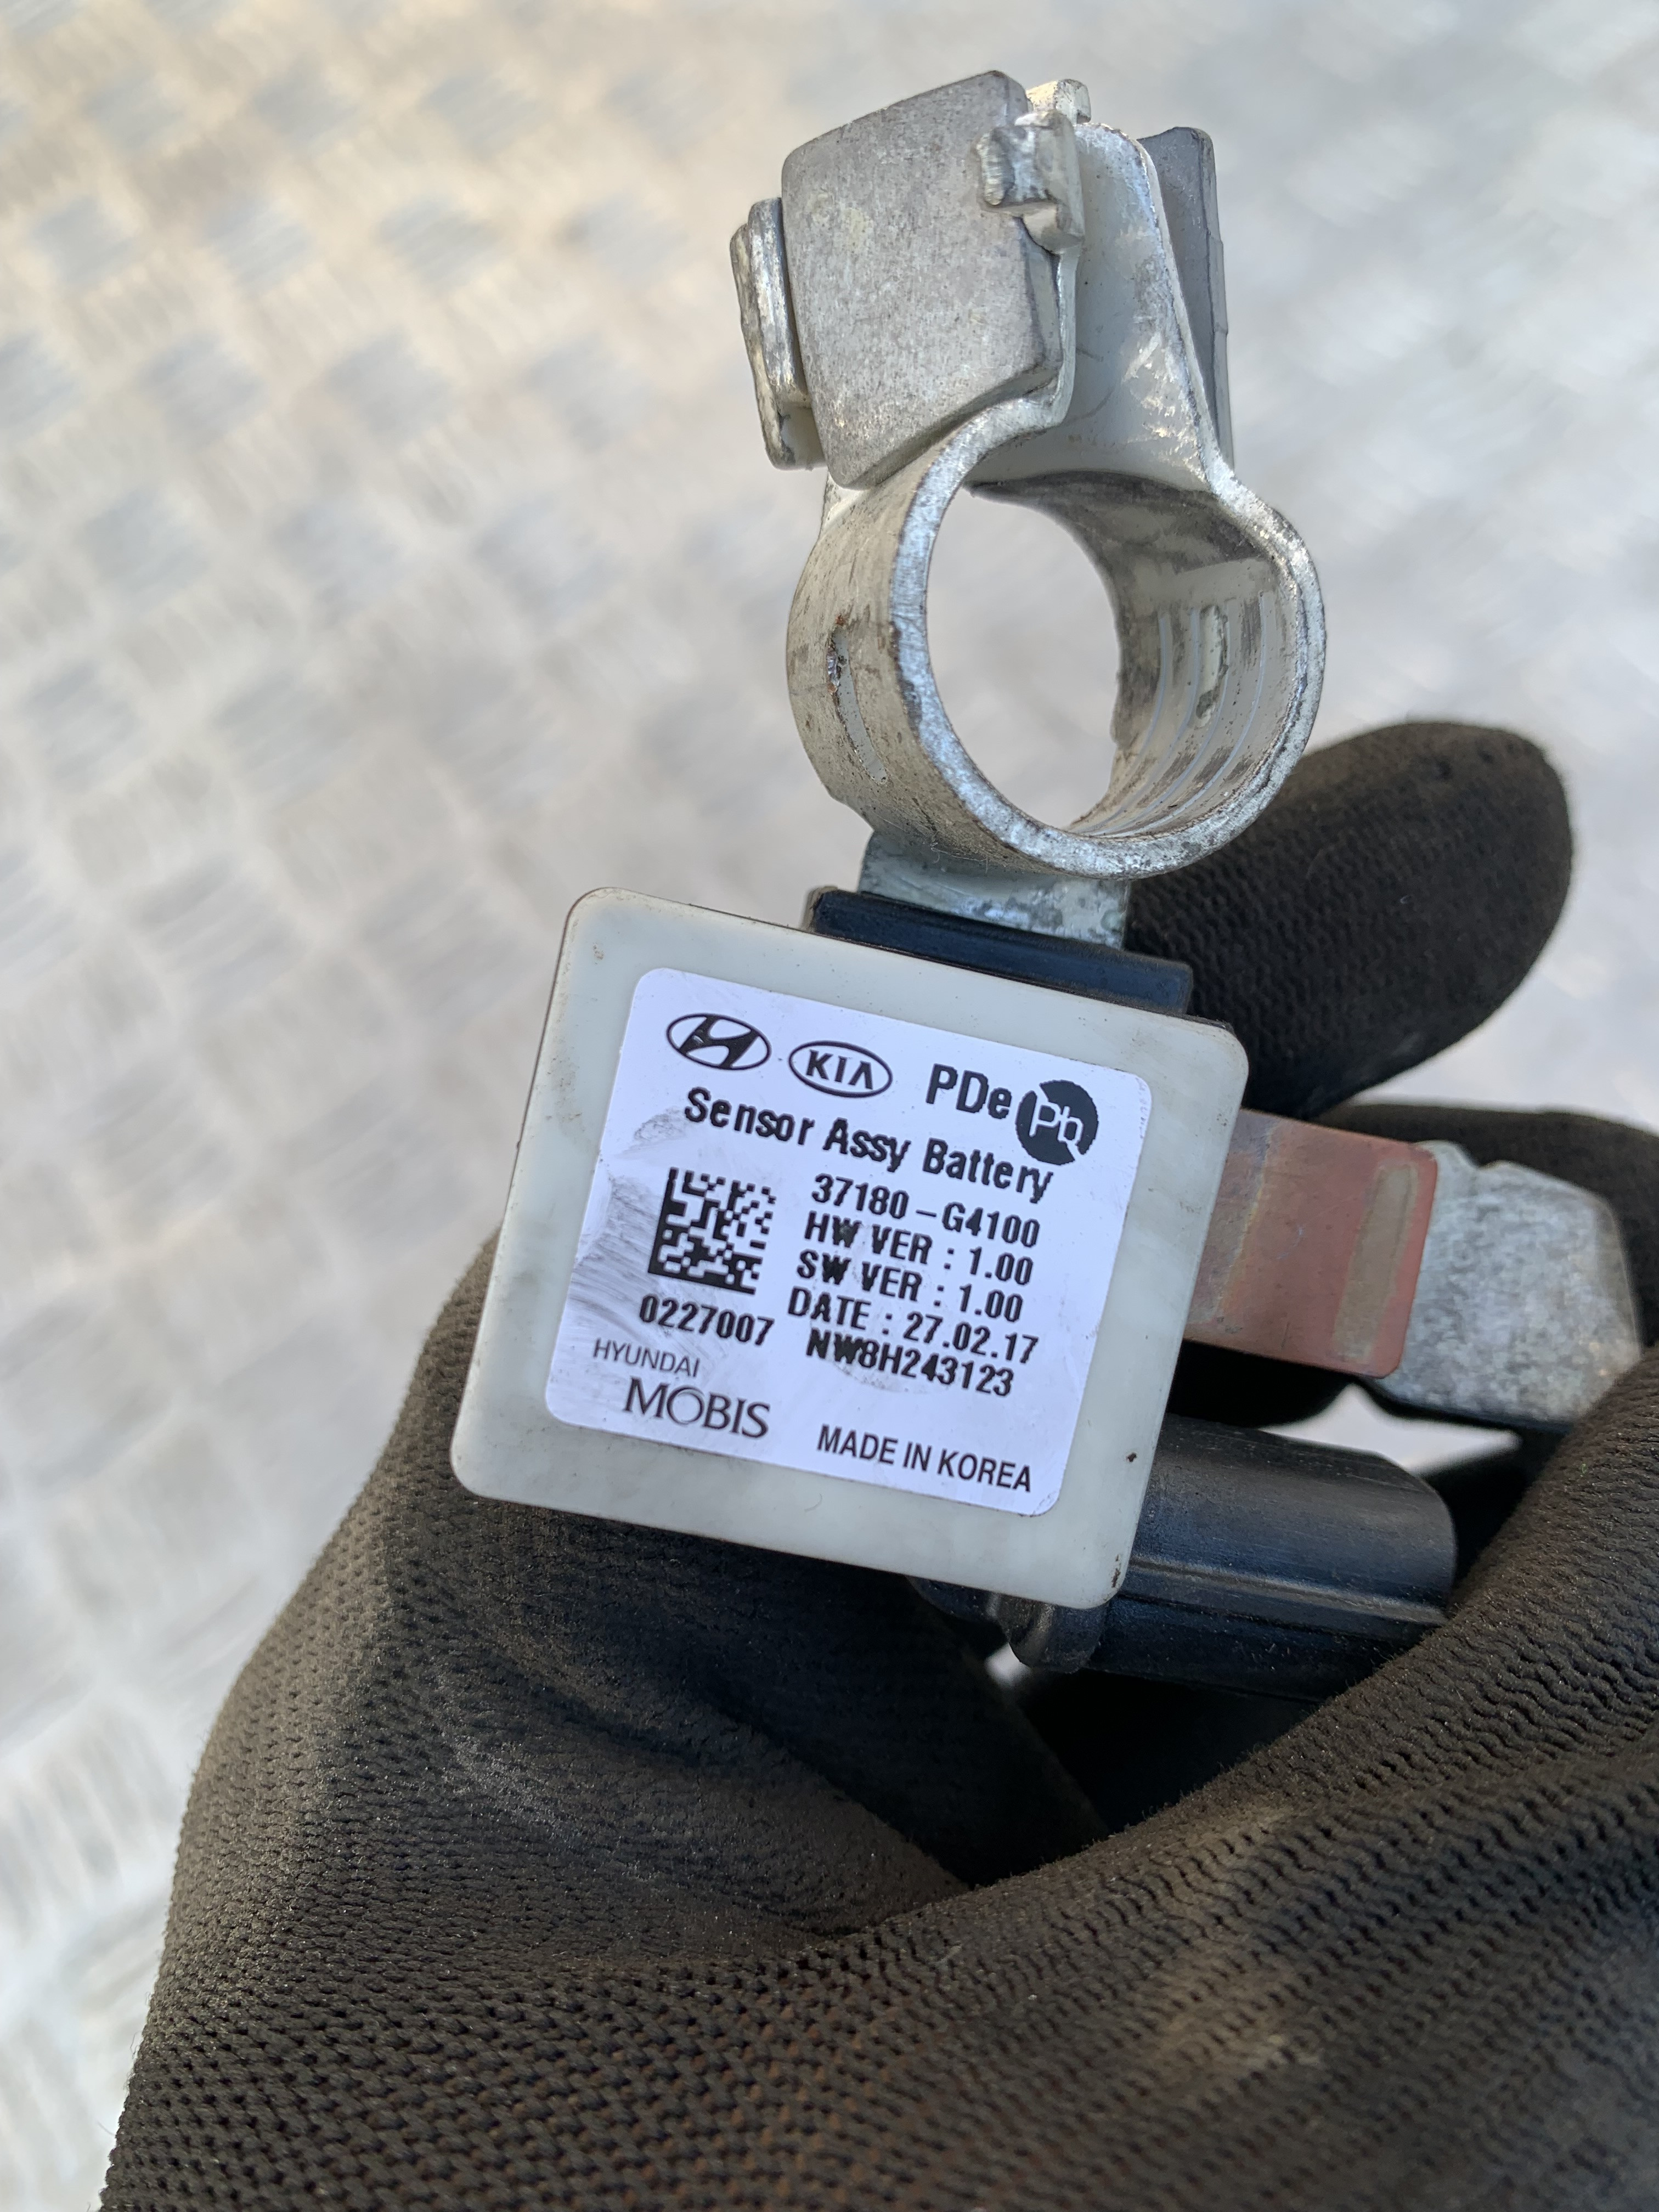 KIA PDe Pb
Sensor Assy Battery
37180-G4100
HW VER : 1.00
SW VER : 1.00
DATE : 27.02.17
0227007 NW8H243123
HYUNDAI
MOBIS
MADE IN KOREA